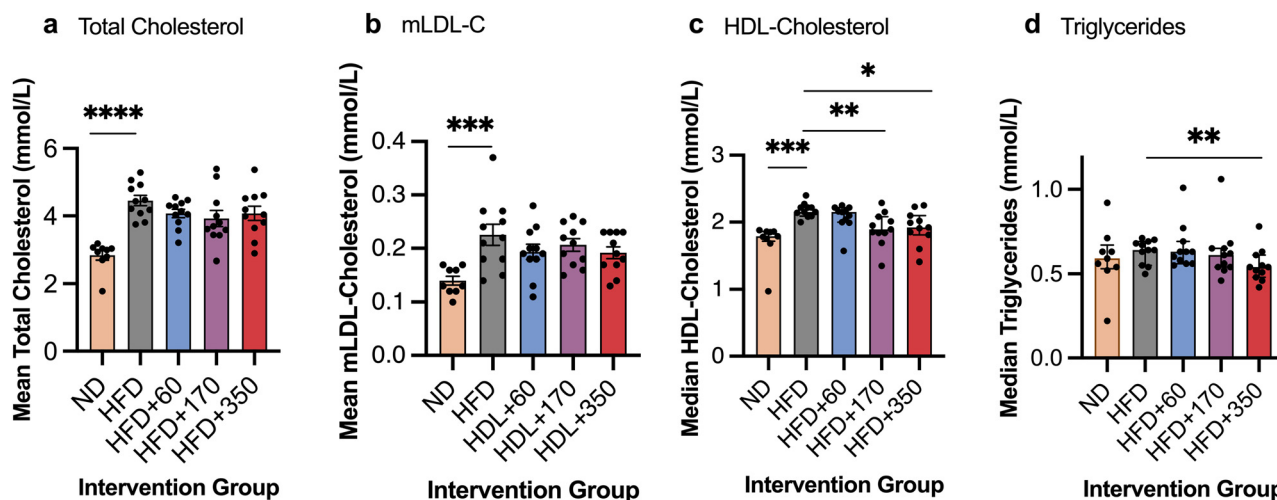 a Total Cholesterol
Mean Total Cholesterol (mmol/L)
6
4
2
0
****
ND
HFD
HFD+60
HFD+170
HFD+350
Intervention Group
b mLDL-C
Mean mLDL-Cholesterol (mmol/L)
0.4
0.3
0.2
0.1
0.0
***
ND
HFD
HDL+60
HDL+170
HDL+350
Intervention Group
c HDL-Cholesterol
Median HDL-Cholesterol (mmol/L)
3
2
1
0
*
**
***
ND
HFD
HFD+60
HFD+170
HFD+350
Intervention Group
d Triglycerides
Median Triglycerides (mmol/L)
1.0
0.5
0.0
**
ND
HFD
HFD+60
HFD+170
HFD+350
Intervention Group